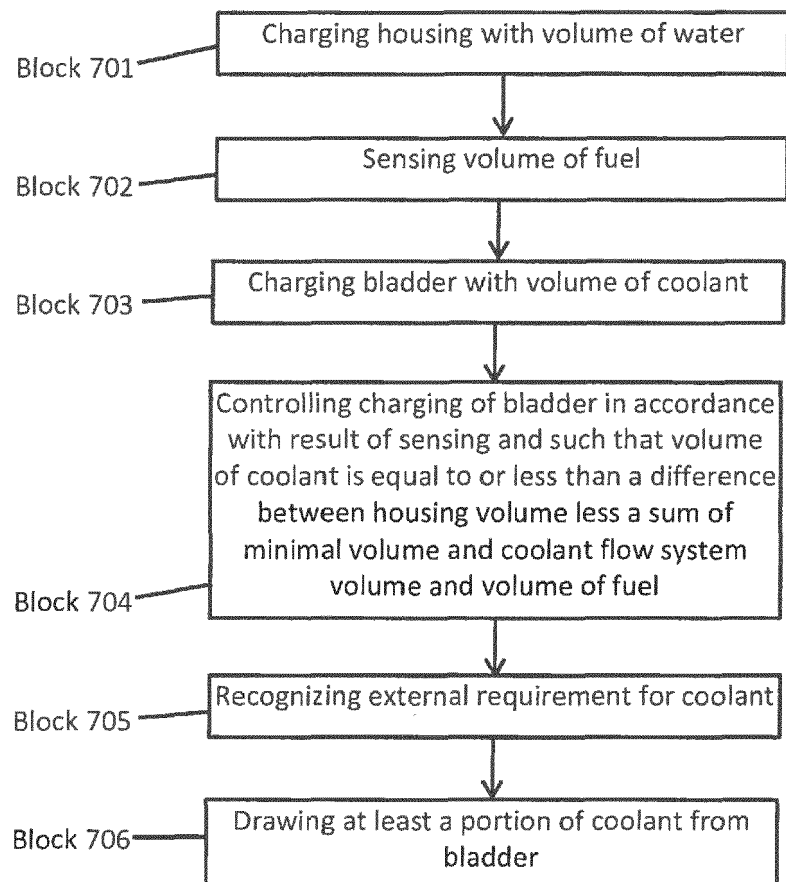 Charging housing with volume of water
Block 701
Sensing volume of fuel
Block 702
Charging bladder with volume of coolant
Block 703
Controlling charging of bladder in accordance
with result of sensing and such that volume
of coolant is equal to or less than a difference
between housing volume less a sum of
minimal volume and coolant flow system
volume and volume of fuel
Block 704
Recognizing external requirement for coolant
Block 705
Drawing at least a portion of coolant from
bladder
Block 706